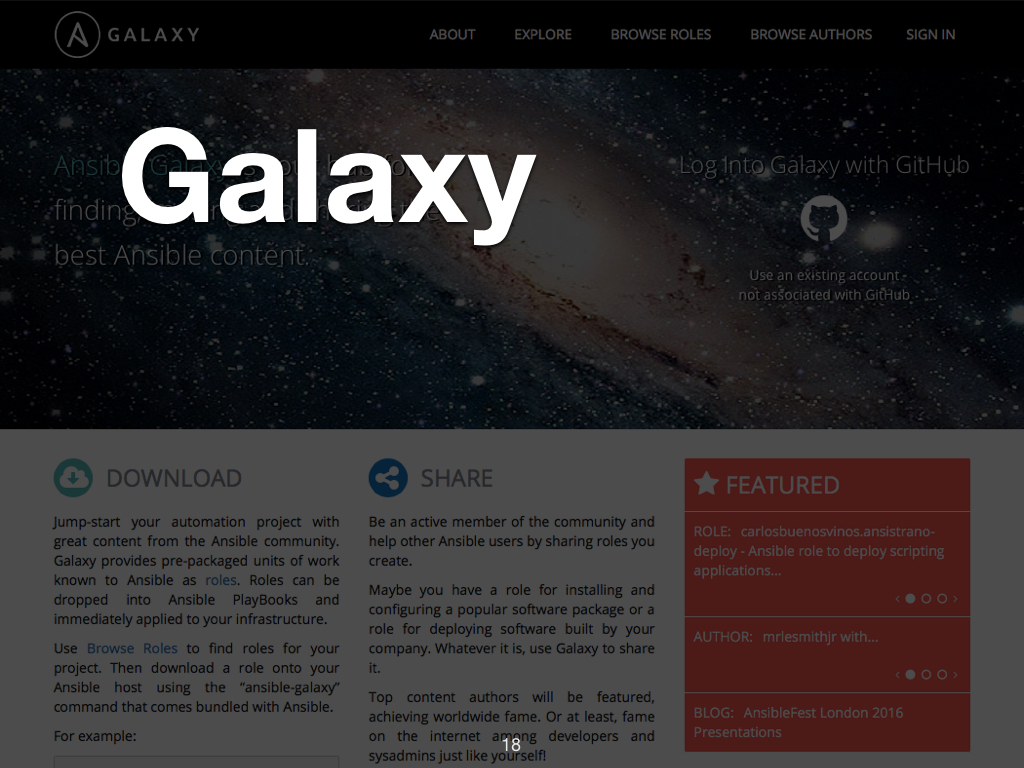 GALAXY
ABOUT EXPLORE BROWSE ROLES BROWSE AUTHORS SIGN IN
Galaxy
Ansible Galaxy
finding,
best Ansible content.
Log Into Galaxy with GitHub
Use an existing account
not associated with GitHub
DOWNLOAD
Jump-start your automation project with
great content from the Ansible community.
Galaxy provides pre-packaged units of work
known to Ansible as roles. Roles can be
dropped into Ansible PlayBooks and
immediately applied to your infrastructure.
Use Browse Roles to find roles for your
project. Then download a role onto your
Ansible host using the “ansible-galaxy”
command that comes bundled with Ansible.
For example:
SHARE
Be an active member of the community and
help other Ansible users by sharing roles you
create.
Maybe you have a role for installing and
configuring a popular software package or a
role for deploying software built by your
company. Whatever it is, use Galaxy to share
it.
Top content authors will be featured,
achieving worldwide fame. Or at least, fame
on the internet among developers and
sysadmins just like yourself!
FEATURED
ROLE: carlosbuenosvinos.ansistrano-
deploy - Ansible role to deploy scripting
applications...
AUTHOR: mrlesmithjr with...
BLOG: AnsibleFest London 2016
Presentations
18